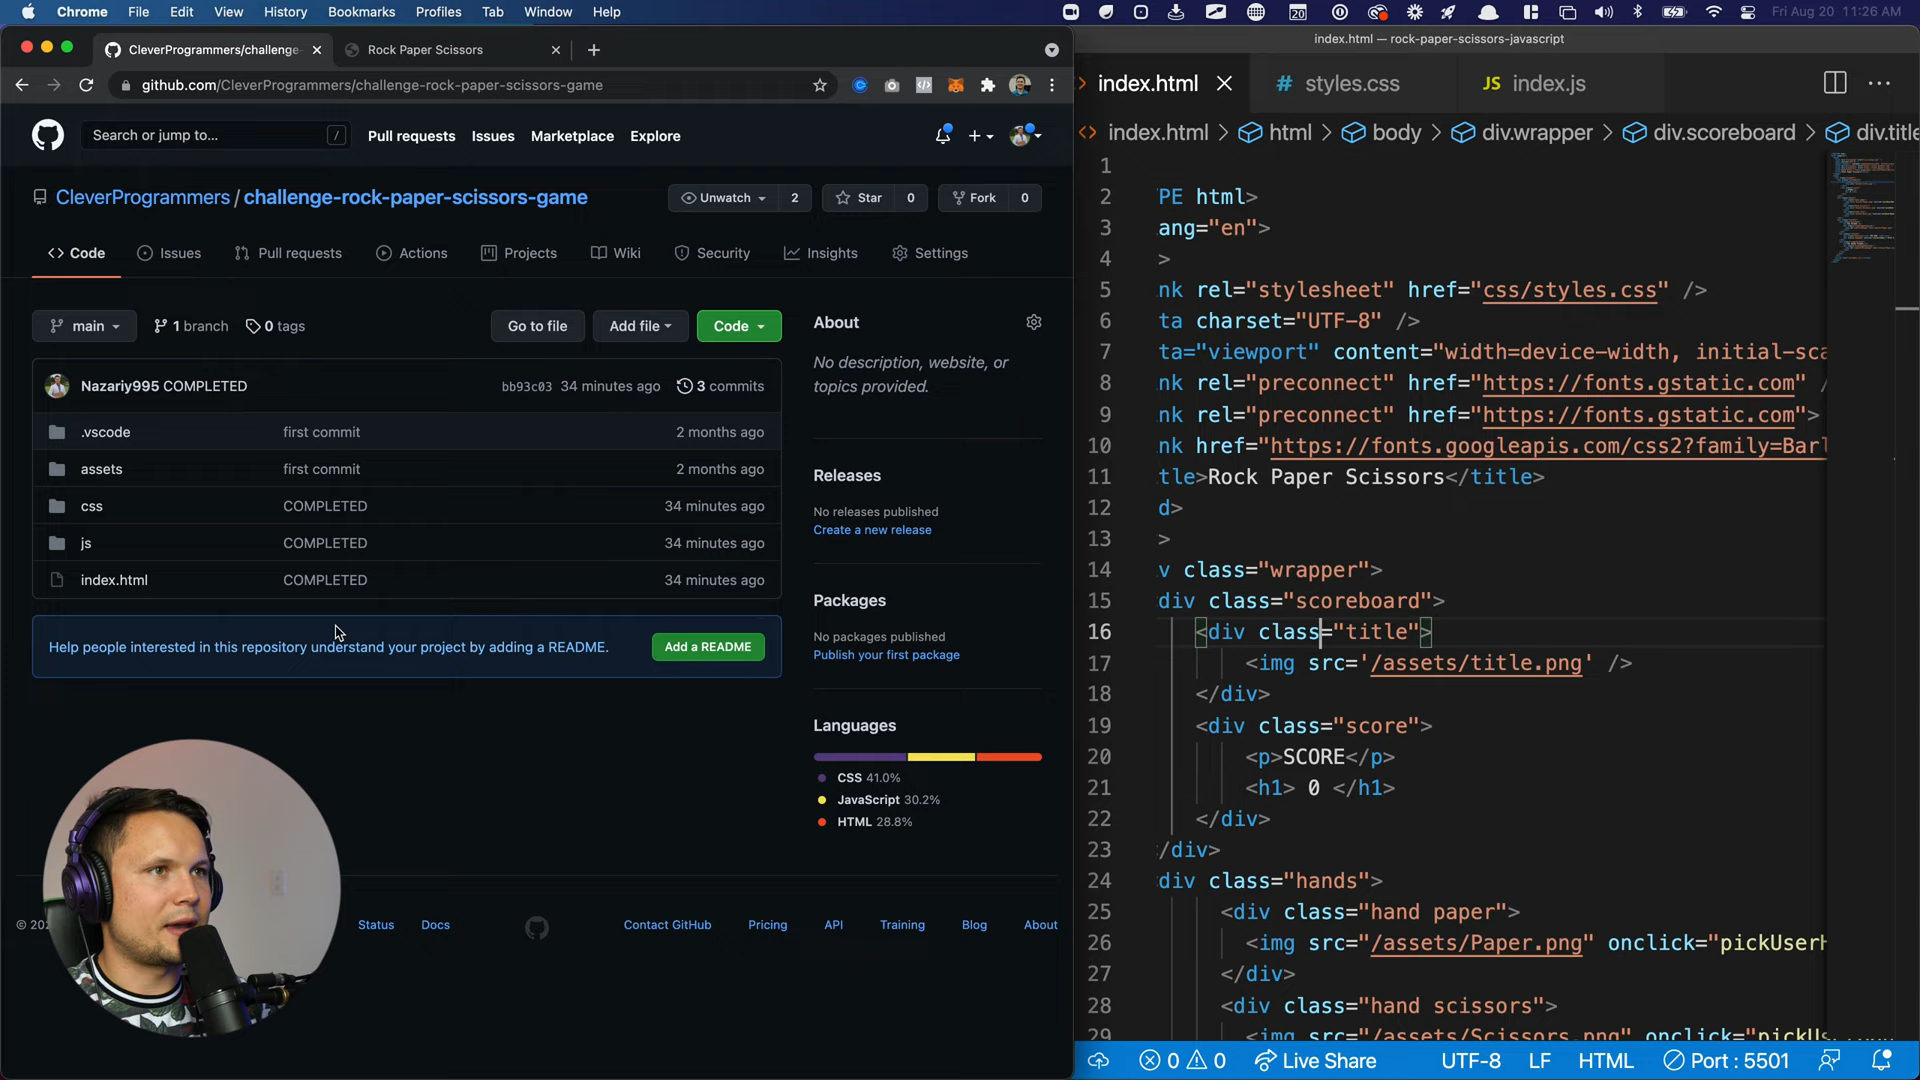 Chrome File Edit View History Bookmarks Profiles Tab Window Help
20 Fri Aug 20 11:26 AM
CleverProgrammers/challenge-
Rock Paper Scissors
github.com/CleverProgrammers/challenge-rock-paper-scissors-game
Search or jump to... /
Pull requests Issues Marketplace Explore
CleverProgrammers / challenge-rock-paper-scissors-game
Unwatch 2 Star 0 Fork 0
Code Issues Pull requests Actions Projects Wiki Security Insights Settings
main 1 branch 0 tags
Go to file Add file Code
Nazariy995 COMPLETED bb93c03 34 minutes ago 3 commits
.vscode first commit 2 months ago
assets first commit 2 months ago
css COMPLETED 34 minutes ago
js COMPLETED 34 minutes ago
index.html COMPLETED 34 minutes ago
Help people interested in this repository understand your project by adding a README.
Add a README
About
No description, website, or
topics provided.
Releases
No releases published
Create a new release
Packages
No packages published
Publish your first package
Languages
CSS 41.0%
JavaScript 30.2%
HTML 28.8%
© 202 Status Docs Contact GitHub Pricing API Training Blog About
index.html — rock-paper-scissors-javascript
index.html # styles.css JS index.js
index.html > html > body > div.wrapper > div.scoreboard > div.title
1
2 PE html>
3 ang="en">
4 >
5 nk rel="stylesheet" href="css/styles.css" />
6 ta charset="UTF-8" />
7 ta="viewport" content="width=device-width, initial-sca
8 nk rel="preconnect" href="https://fonts.gstatic.com" /
9 nk rel="preconnect" href="https://fonts.gstatic.com">
10 nk href="https://fonts.googleapis.com/css2?family=Barl
11 tle>Rock Paper Scissors</title>
12 d>
13 >
14 v class="wrapper">
15 div class="scoreboard">
16 <div class="title">
17 <img src='/assets/title.png' />
18 </div>
19 <div class="score">
20 <p>SCORE</p>
21 <h1> 0 </h1>
22 </div>
23 /div>
24 div class="hands">
25 <div class="hand paper">
26 <img src="/assets/Paper.png" onclick="pickUserH
27 </div>
28 <div class="hand scissors">
29 <img src="/assets/Scissors.png" onclick="pickU
0 0 Live Share UTF-8 LF HTML Port : 5501